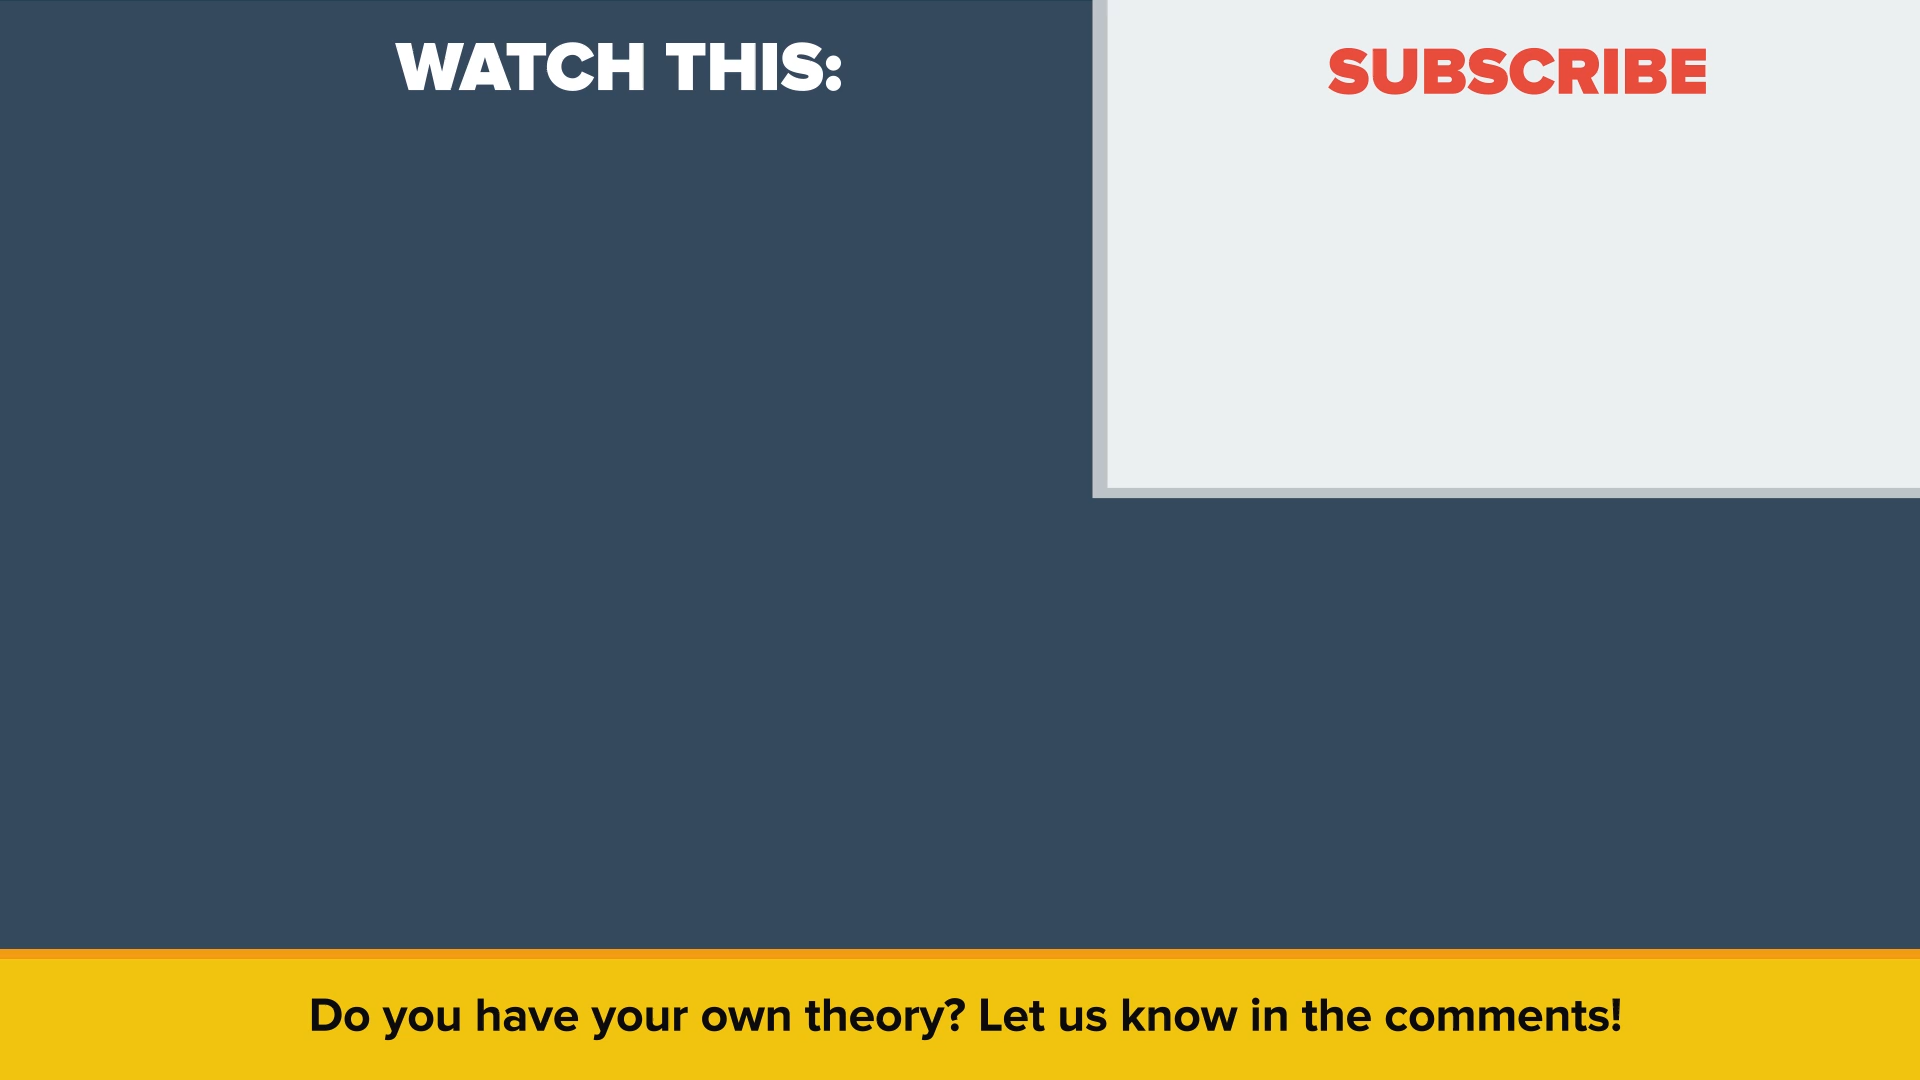 WATCH THIS:
SUBSCRIBE
Do you have your own theory? Let us know in the comments!